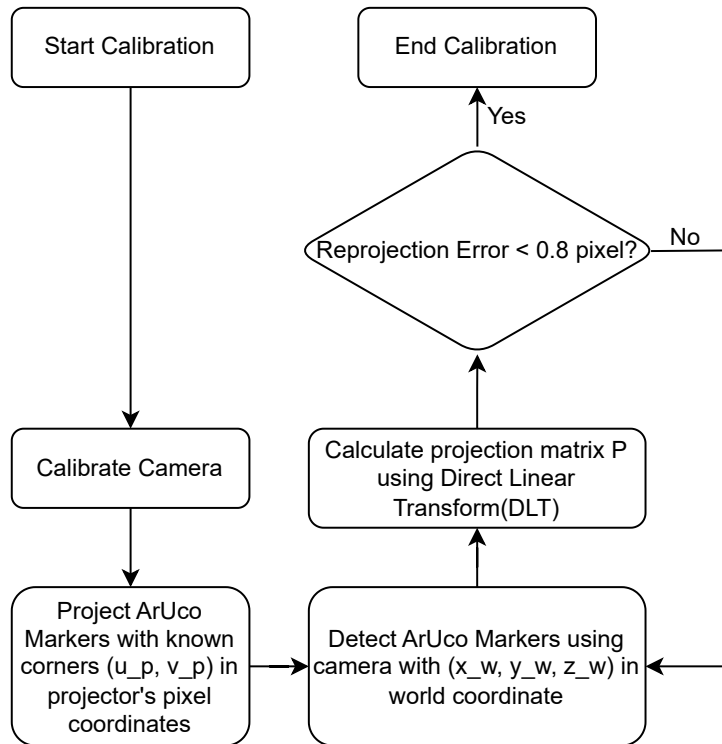 Start Calibration
End Calibration
Yes
Reprojection Error < 0.8 pixel?
No
Calibrate Camera
Calculate projection matrix P
using Direct Linear
Transform(DLT)
Project ArUco
Markers with known
corners (u_p, v_p) in
projector's pixel
coordinates
Detect ArUco Markers using
camera with (x_w, y_w, z_w) in
world coordinate